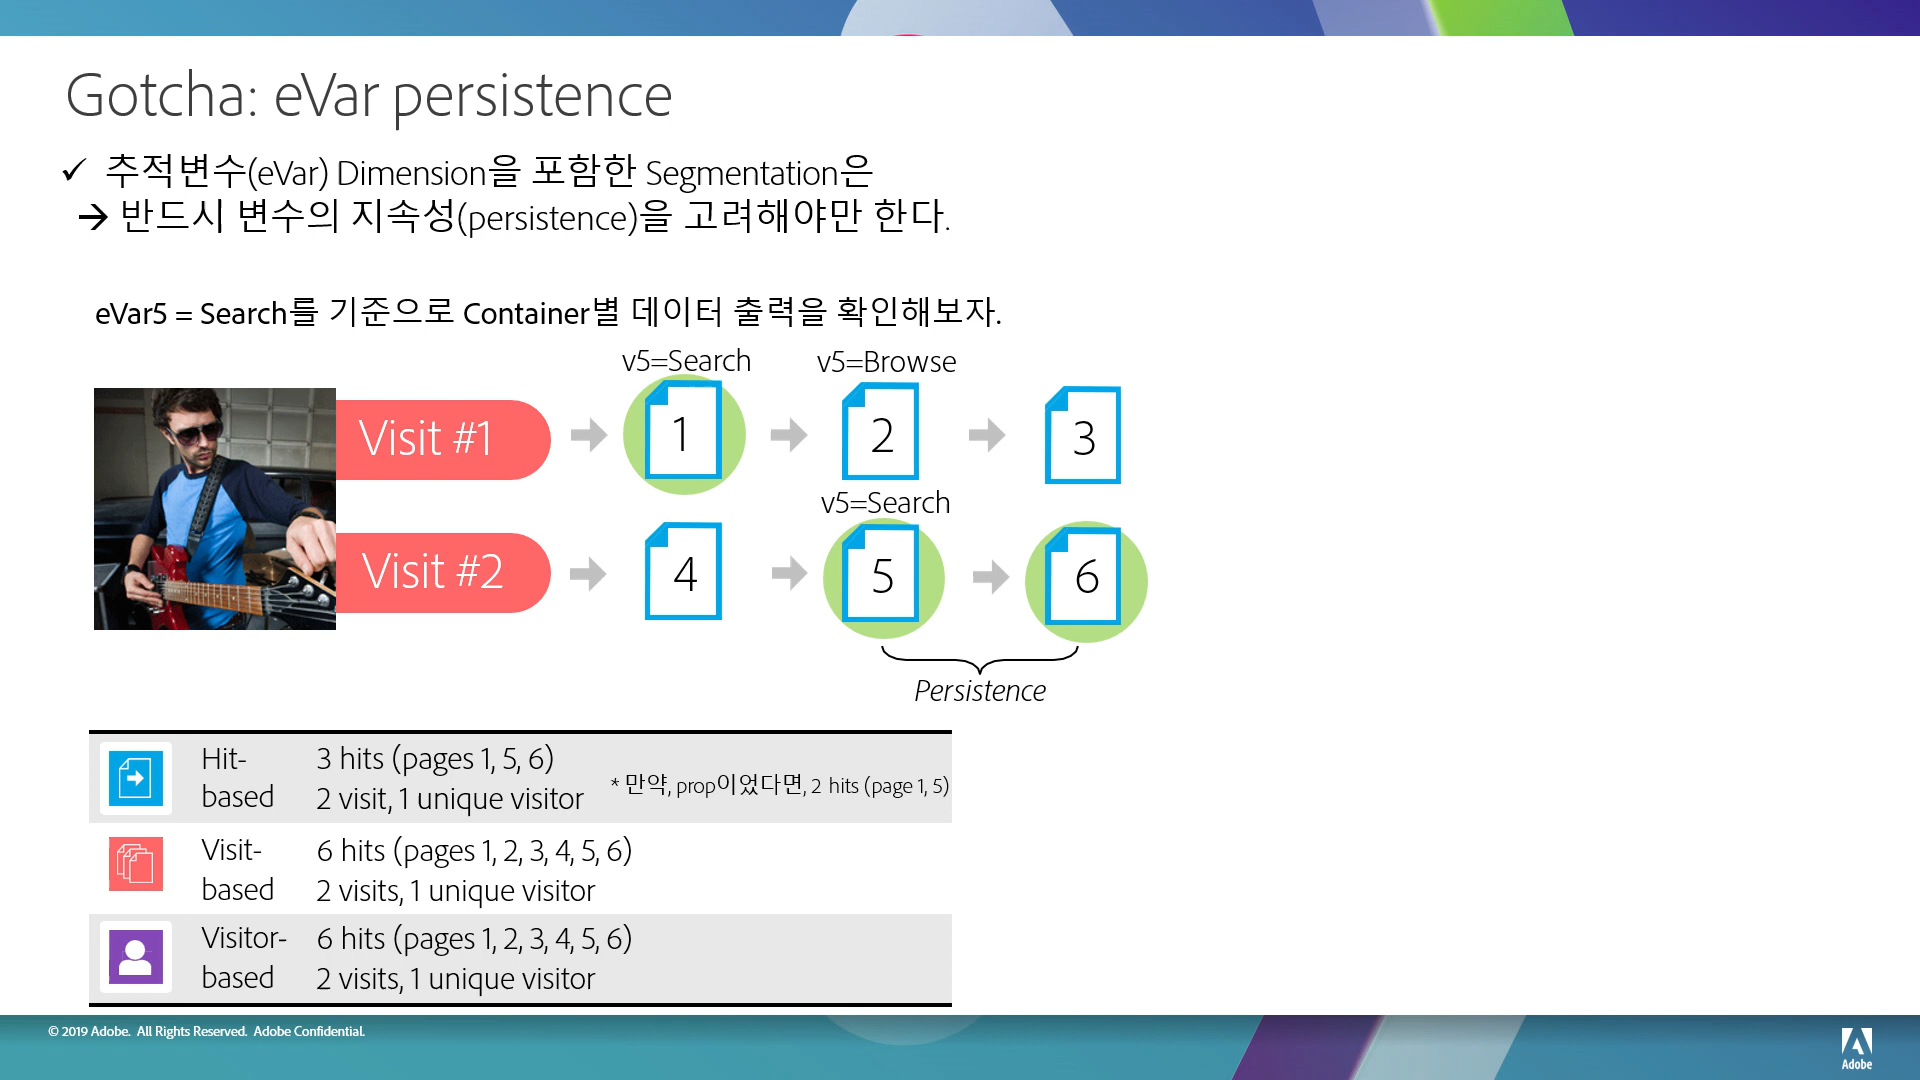 Gotcha: eVar persistence
✓ 추적변수(eVar) Dimension을 포함한 Segmentation은
→ 반드시 변수의 지속성(persistence)을 고려해야만 한다.
eVar5 = Search를 기준으로 Container별 데이터 출력을 확인해보자.
v5=Search
v5=Browse
Visit #1
1
2
3
v5=Search
Visit #2
4
5
6
Persistence
Hit-
based
3 hits (pages 1, 5, 6)
2 visit, 1 unique visitor
* 만약, prop이었다면, 2 hits (page 1, 5)
Visit-
based
6 hits (pages 1, 2, 3, 4, 5, 6)
2 visits, 1 unique visitor
Visitor-
based
6 hits (pages 1, 2, 3, 4, 5, 6)
2 visits, 1 unique visitor
© 2019 Adobe. All Rights Reserved. Adobe Confidential.
Adobe